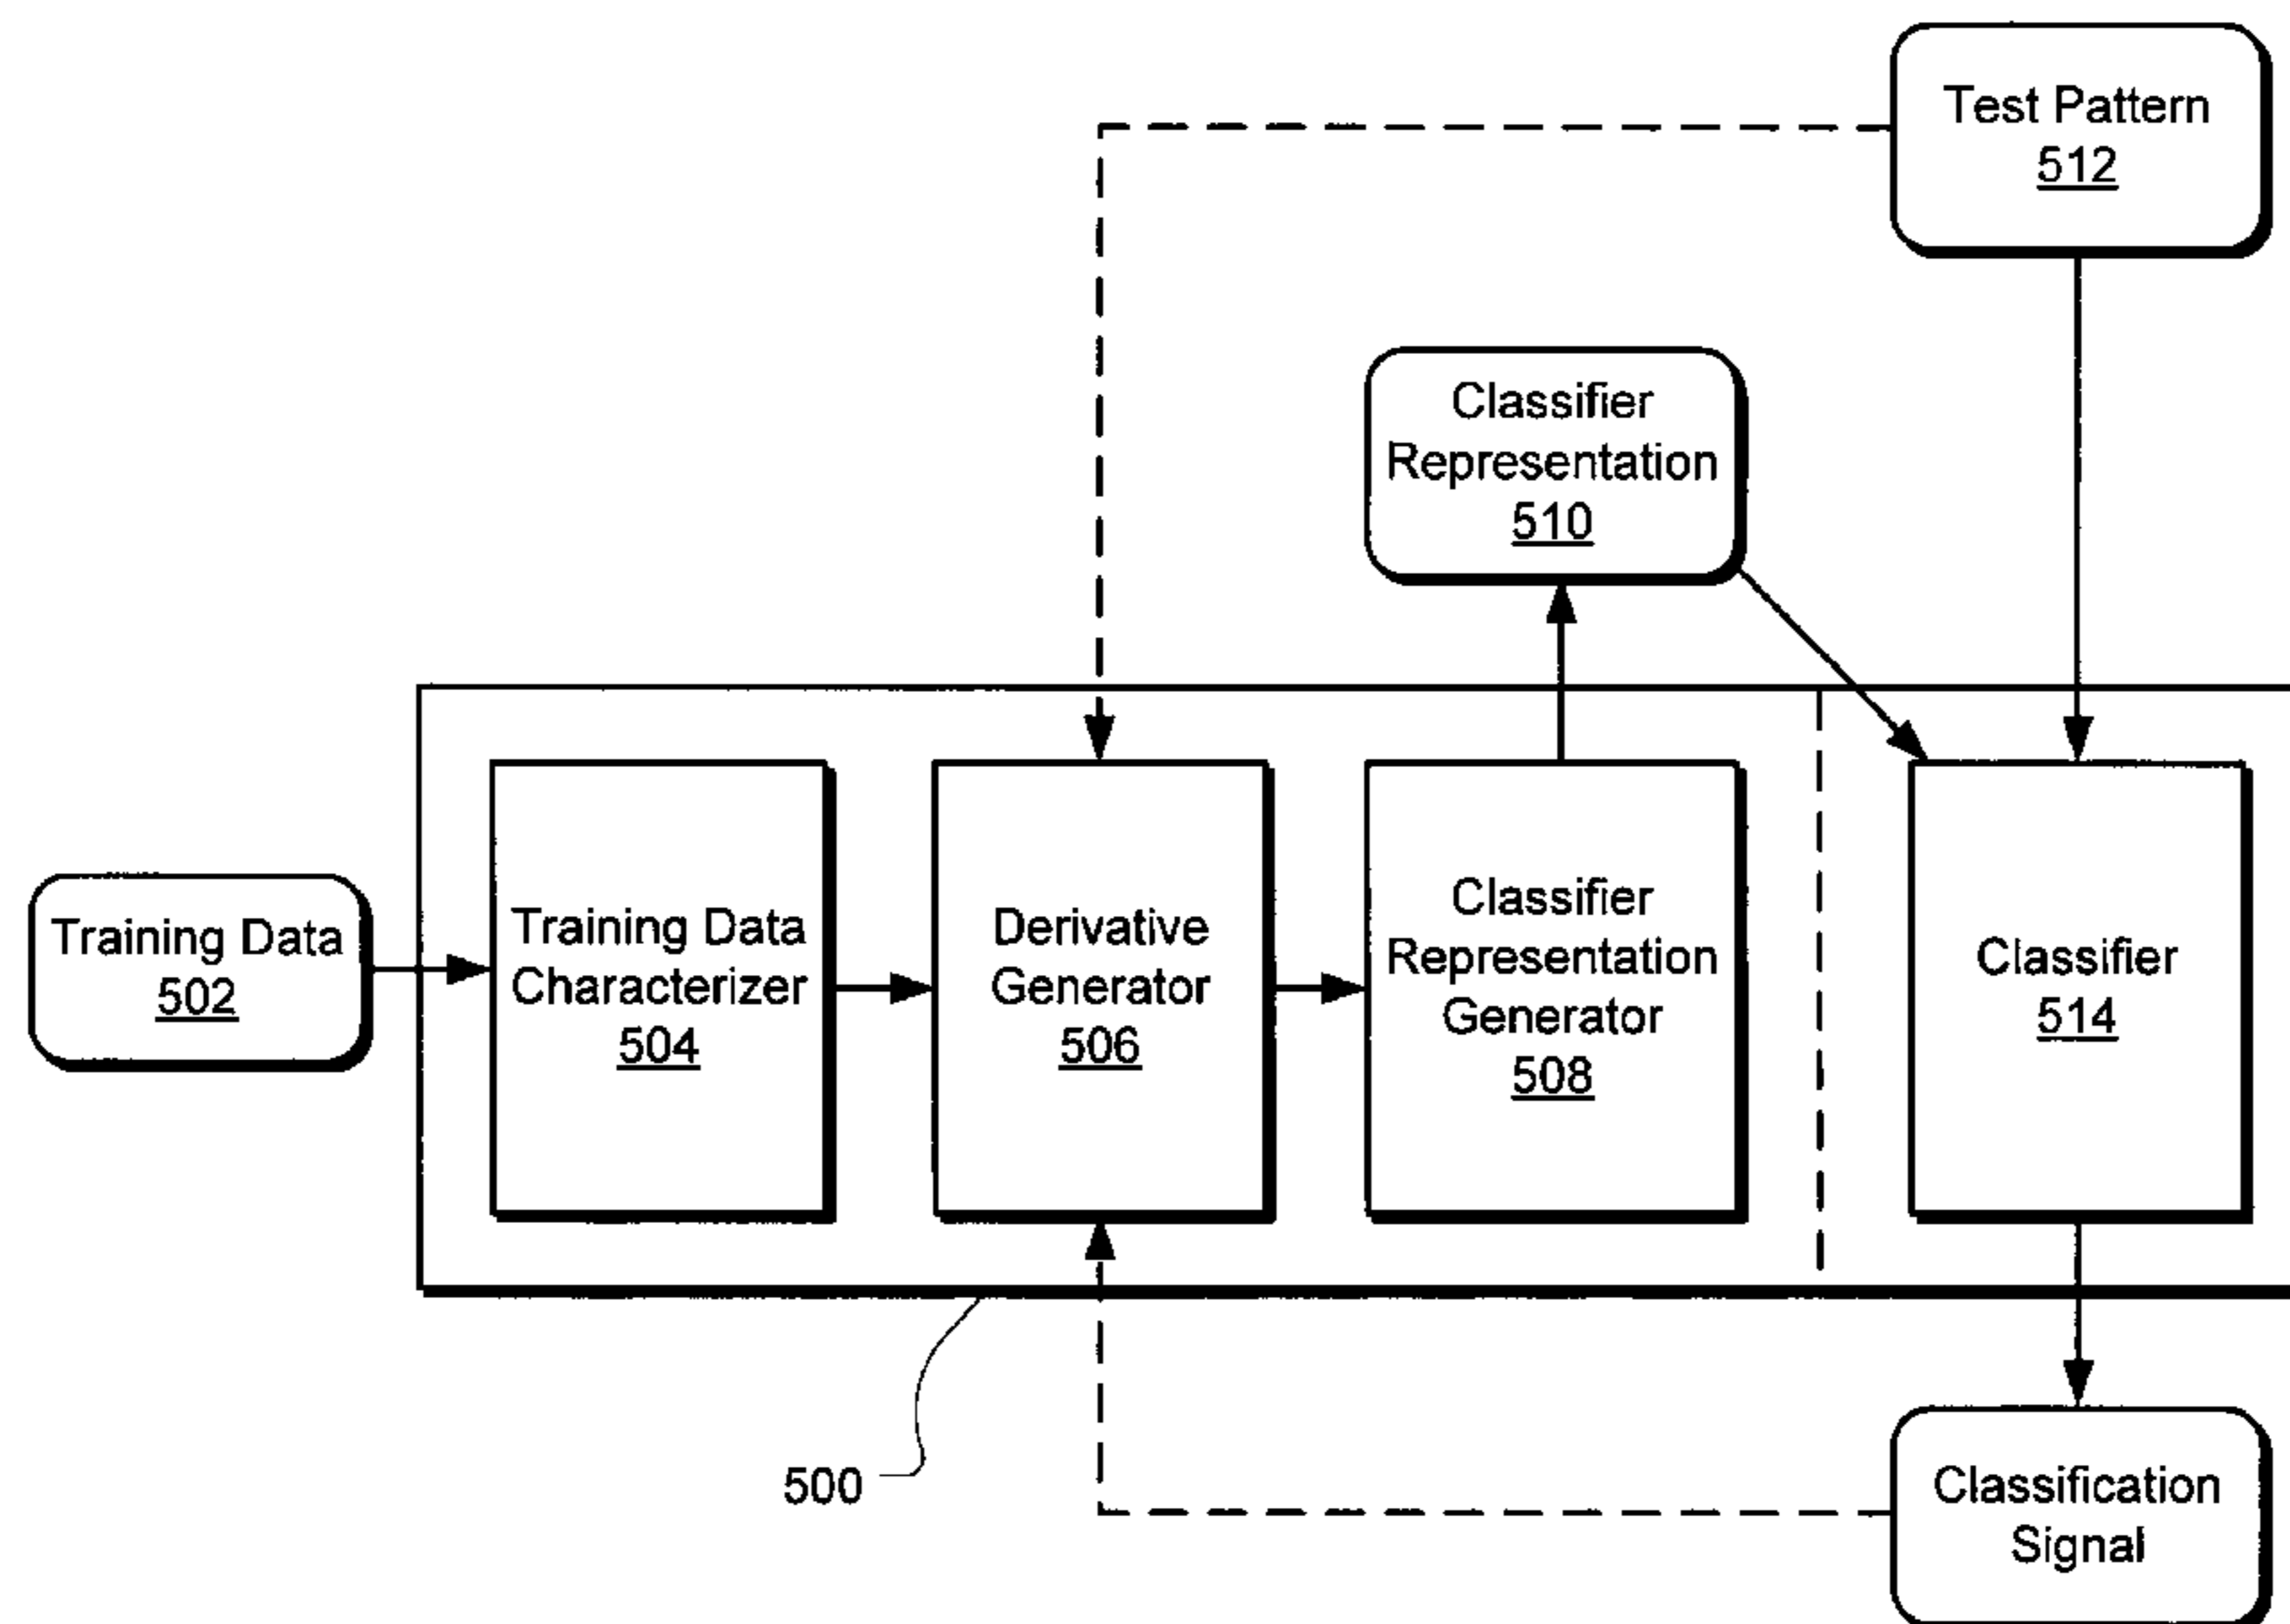 Test Pattern
512
Classifier
Representation
510
Training Data
502
Training Data
Characterizer
504
Derivative
Generator
506
Classifier
Representation
Generator
508
Classifier
514
500
Classification
Signal